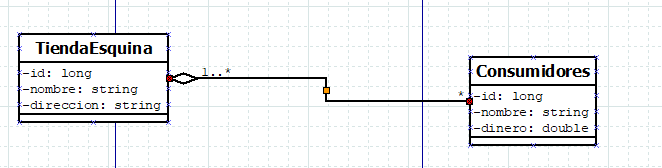 TiendaEsquina
-id: long
-nombre: string
-direccion: string
1..*
*
Consumidores
-id: long
-nombre: string
-dinero: double